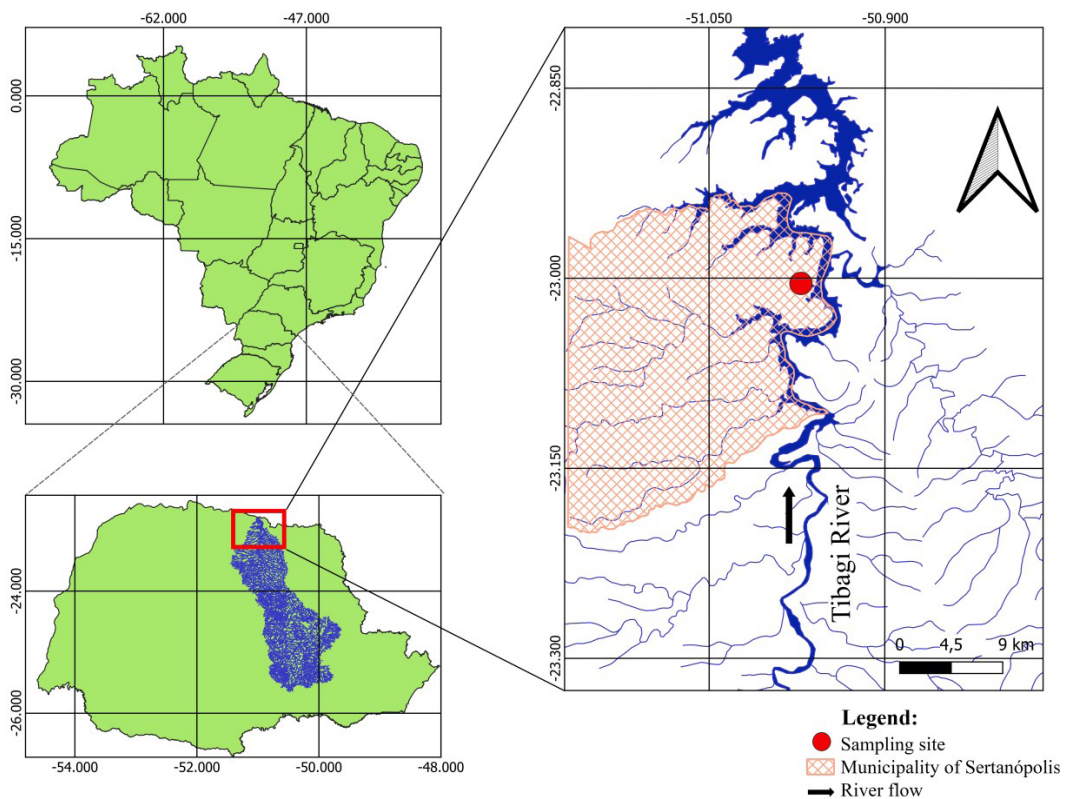 -62.000 -47.000
0.000
-15.000
-30.000
-24.000
-26.000
-54.000 -52.000 -50.000 -48.000
-51.050 -50.900
-22.850
-23.000
-23.150
-23.300
Tibagi River
0 4,5 9 km
Legend:
Sampling site
Municipality of Sertanópolis
River flow